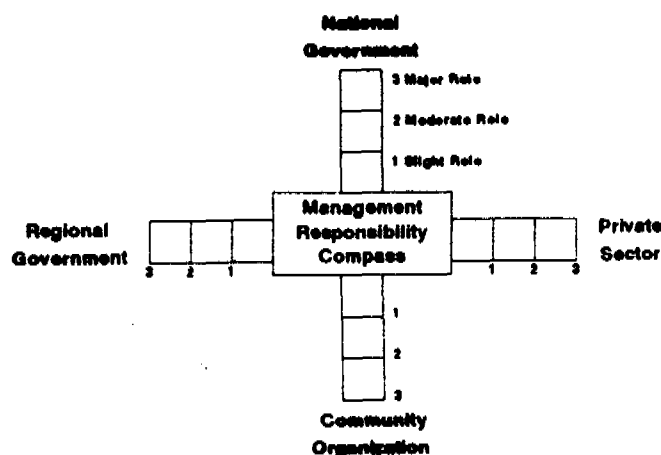 National
Government
3 Major Role
2 Moderate Role
1 Slight Role
Management
Responsibility
Compass
Regional
Government
3 2 1
Private
Sector
1 2 3
1
2
3
Community
Organization